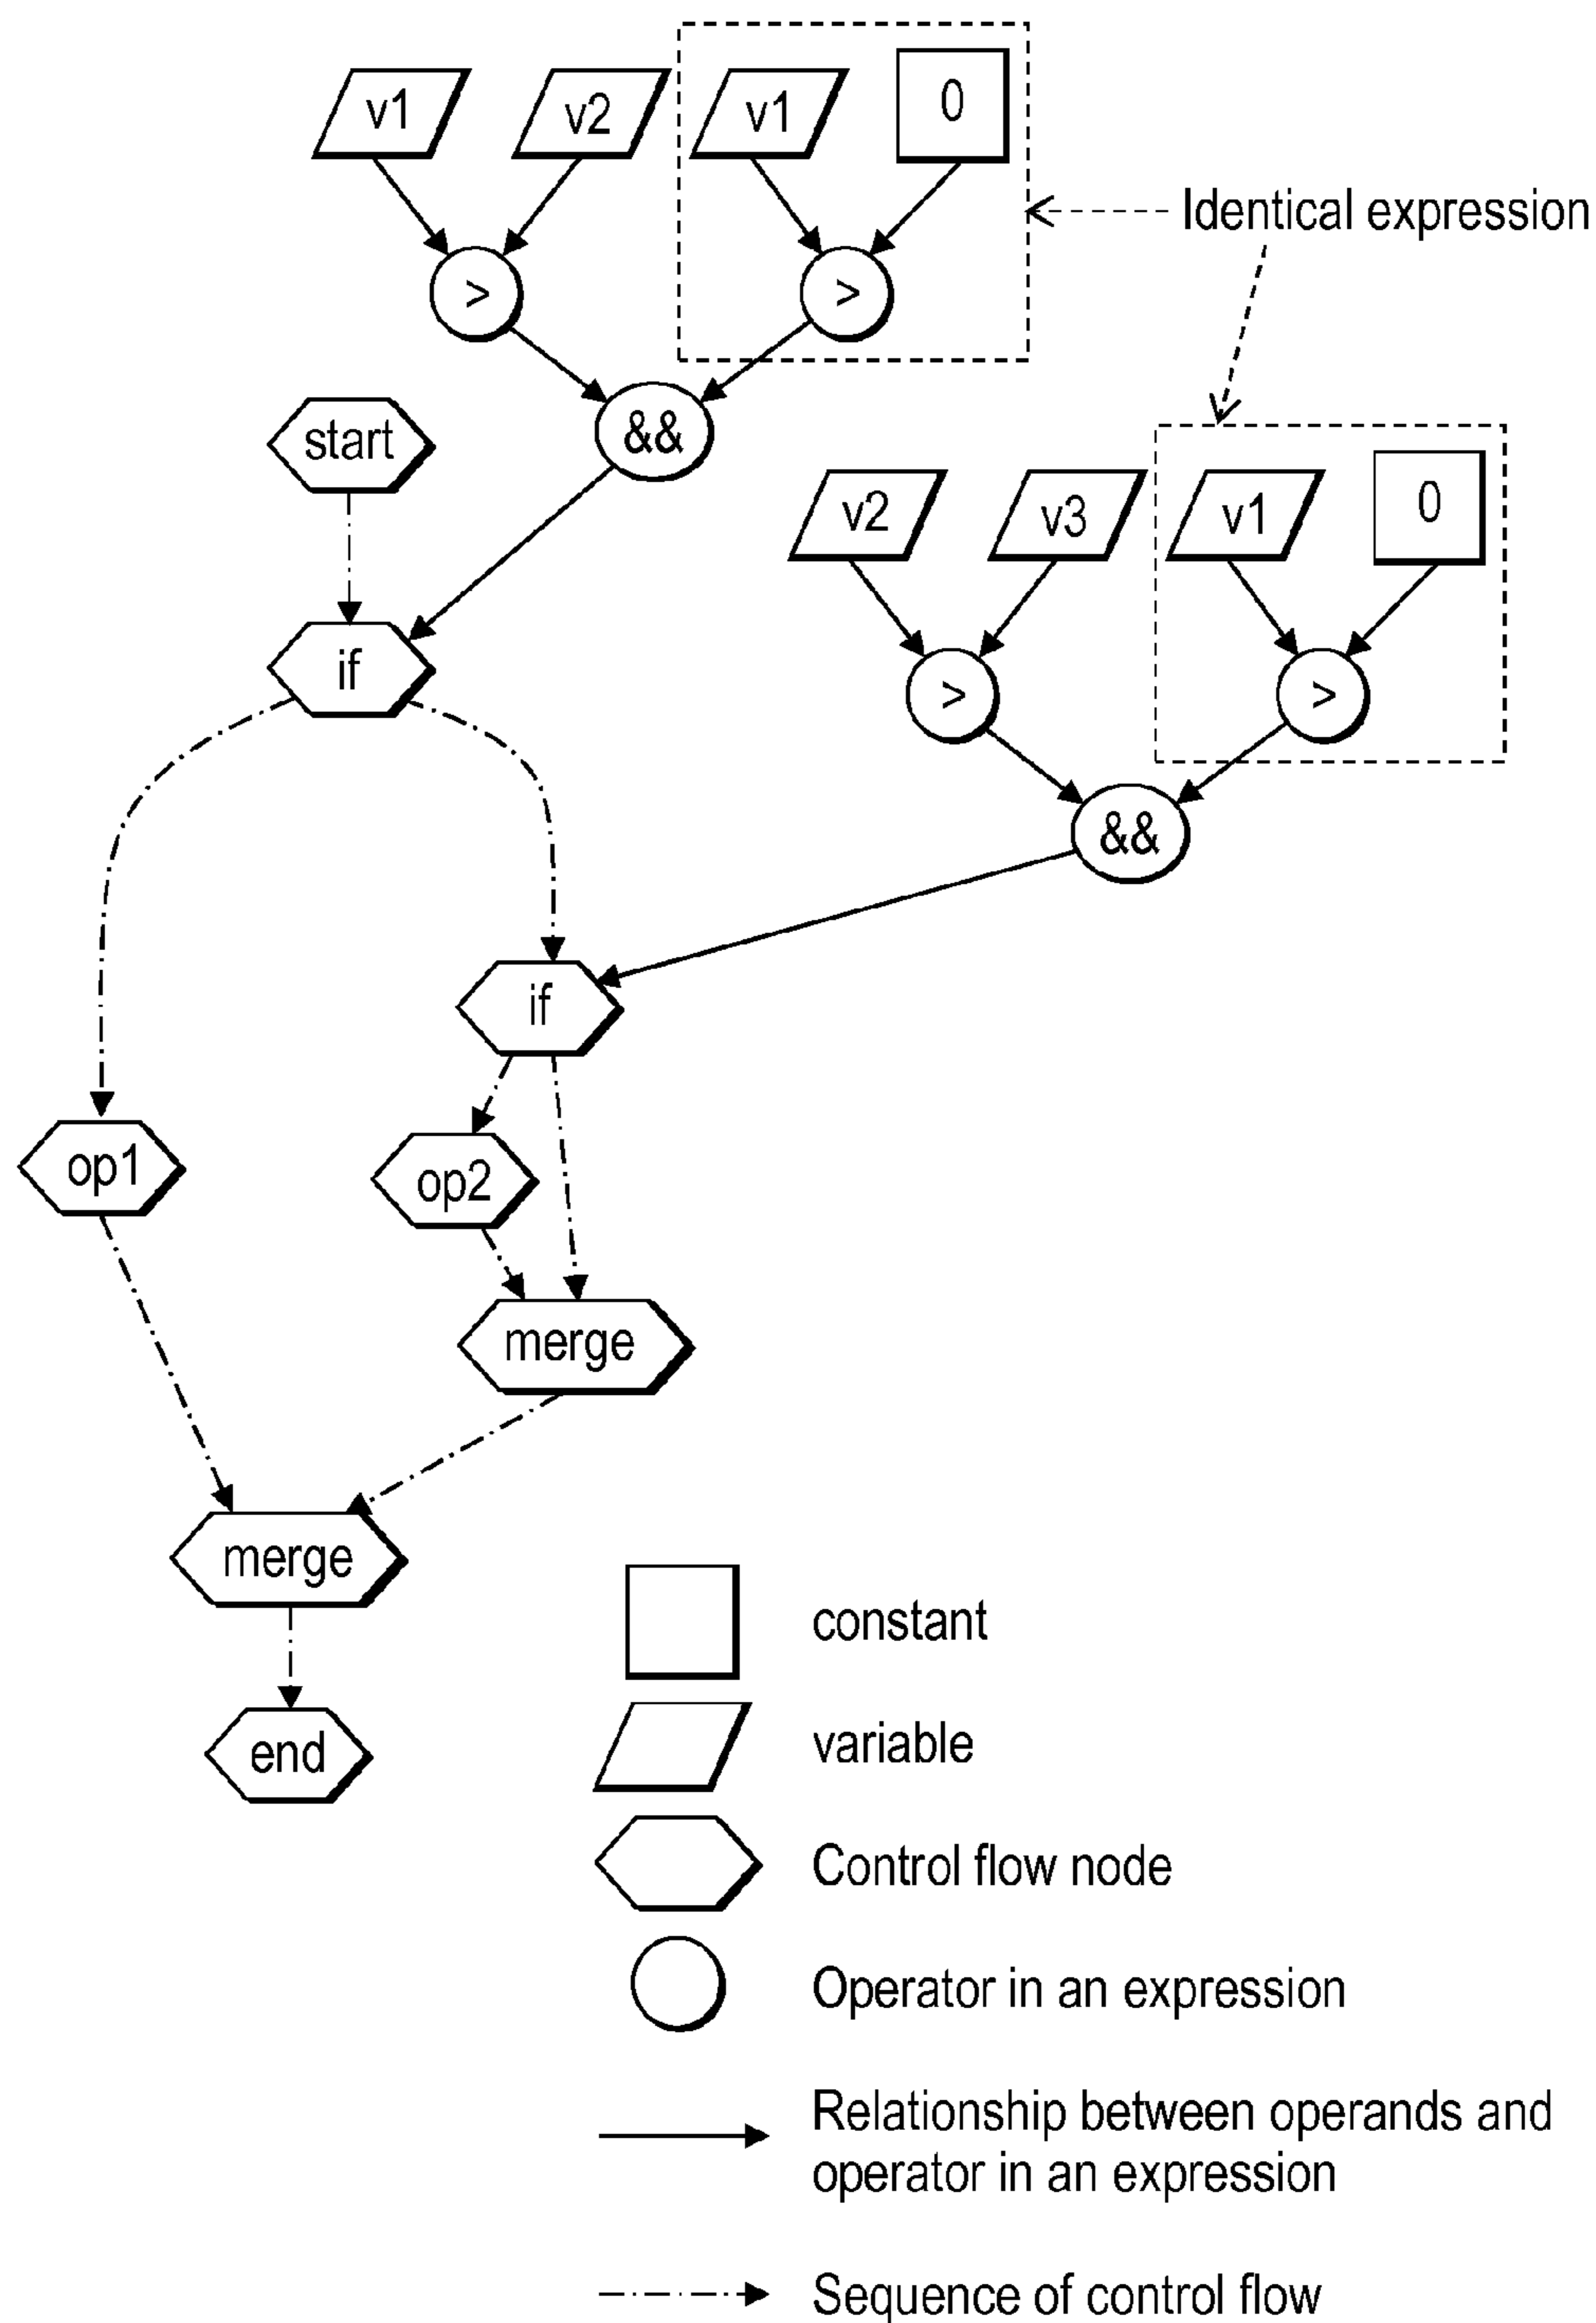 v1
v2
v1
0
Identical expression
>
>
&&
start
v2
v3
v1
0
if
>
>
&&
if
op1
op2
merge
merge
end
constant
variable
Control flow node
Operator in an expression
Relationship between operands and
operator in an expression
Sequence of control flow